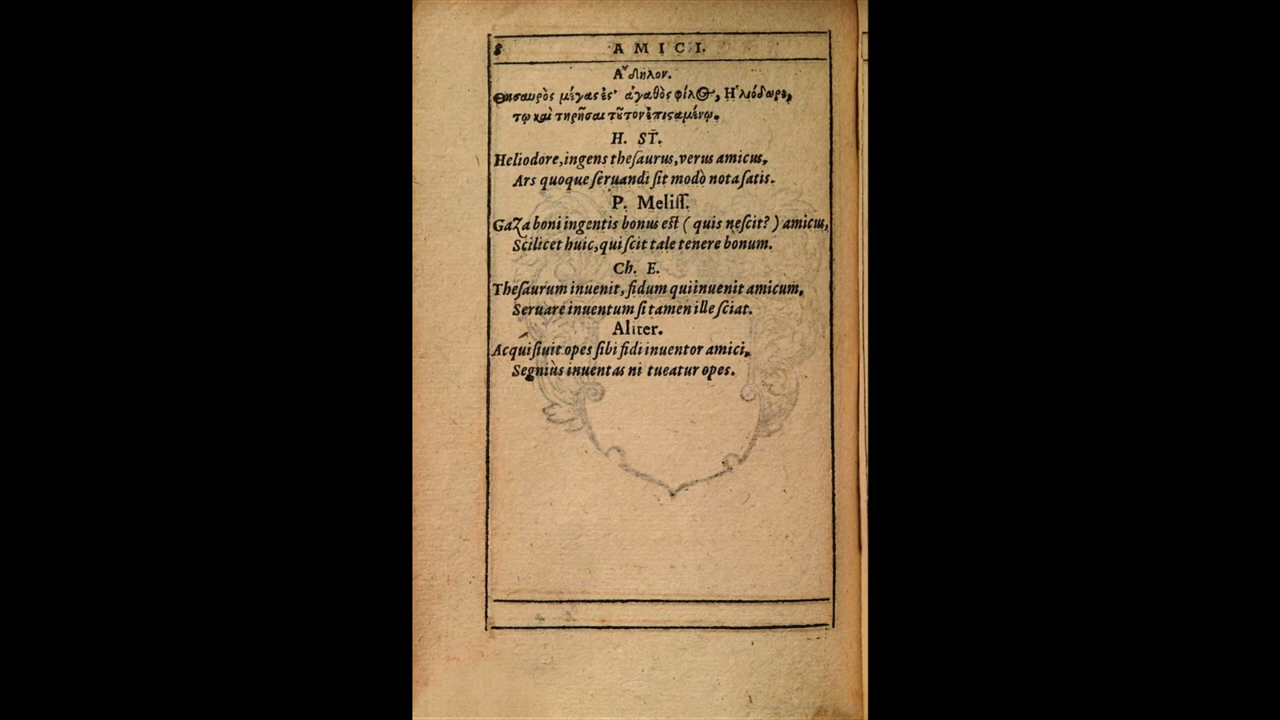 8 AMICI.
Ἄδηλον.
Θησαυρὸς μέγας ἐς' ἀγαθὸς φίλος, Ἡλιόδωρε,
τῳ καὶ τηρῆσαι τοῦτον ἐπισταμένῳ.
H. ST.
Heliodore, ingens theſaurus, verus amicus,
Ars quoque ſeruandi ſit modò nota ſatis.
P. Meliſſ.
GaZa boni ingentis bonus est ( quis neſcit? ) amicus,
Scilicet huic, qui ſcit tale tenere bonum.
Ch. E.
Theſaurum inuenit, fidum qui inuenit amicum,
Seruare inuentum ſi tamen ille ſciat.
Aliter.
Acquiſiuit opes ſibi fidi inuentor amici,
Segniùs inuentas ni tueatur opes.